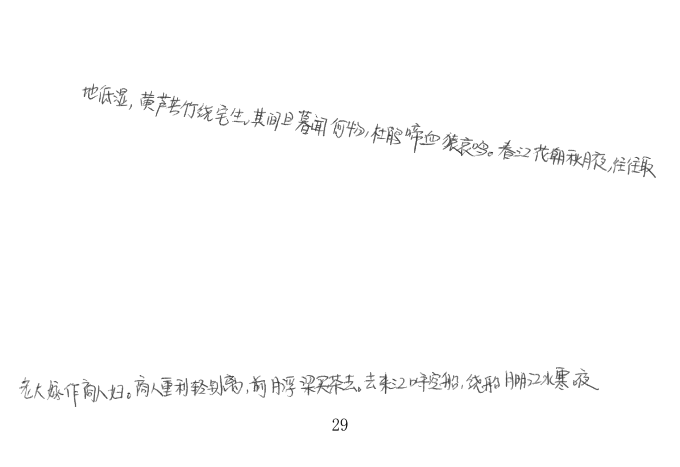 地低湿，黄芦苦竹绕宅生。其间旦暮闻何物，杜鹃啼血猿哀鸣。春江花朝秋月夜，往往取
老大嫁作商人妇。商人重利轻别离，前月浮梁买茶去。去来江口守空船，绕船月明江水寒。夜
29